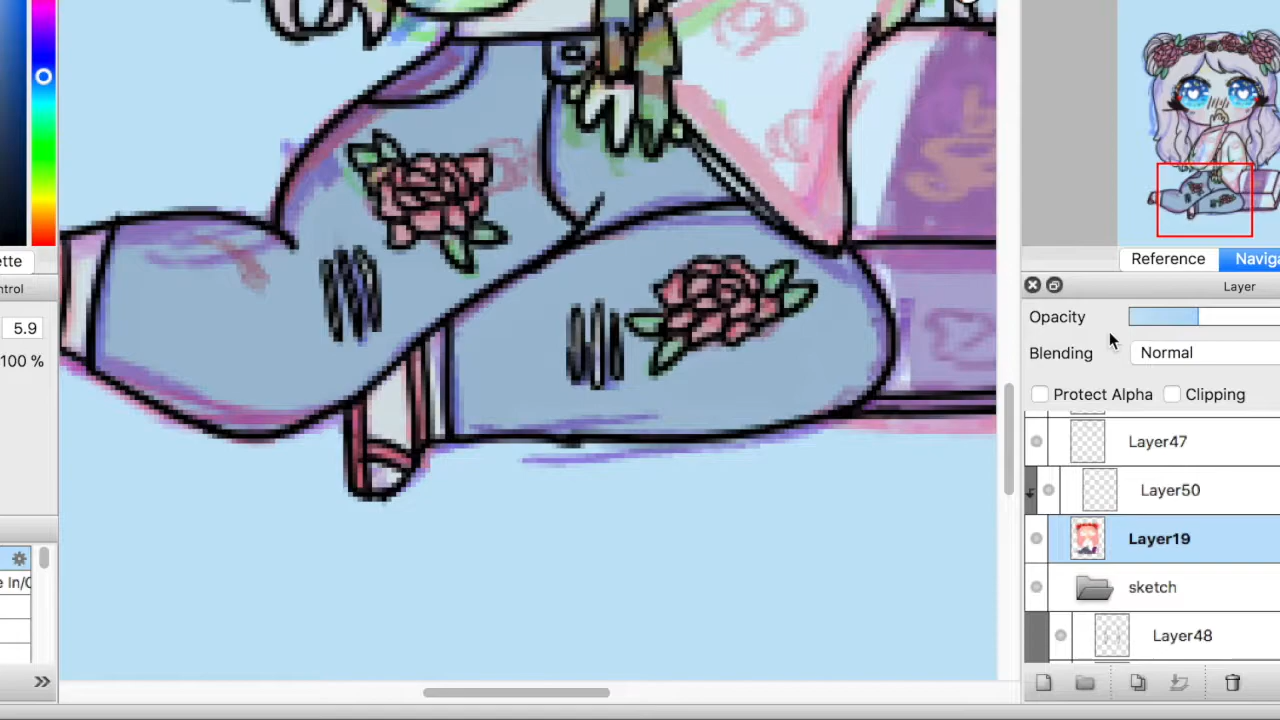 ette
ntrol
5.9
100 %
e In/O
»
Reference
Naviga
Layer
Opacity
Blending
Normal
Protect Alpha
Clipping
Layer47
Layer50
Layer19
sketch
Layer48